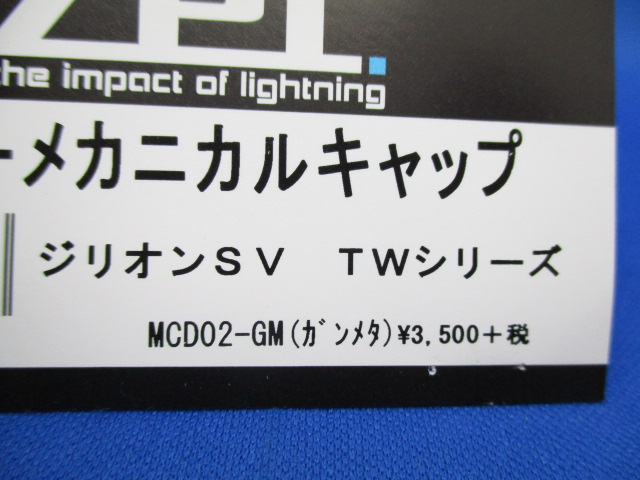 ZPI.
the impact of lightning
ーメカニカルキャップ
ジリオンSV　TWシリーズ
MCD02-GM(ｶﾞﾝﾒﾀ)¥3,500+税